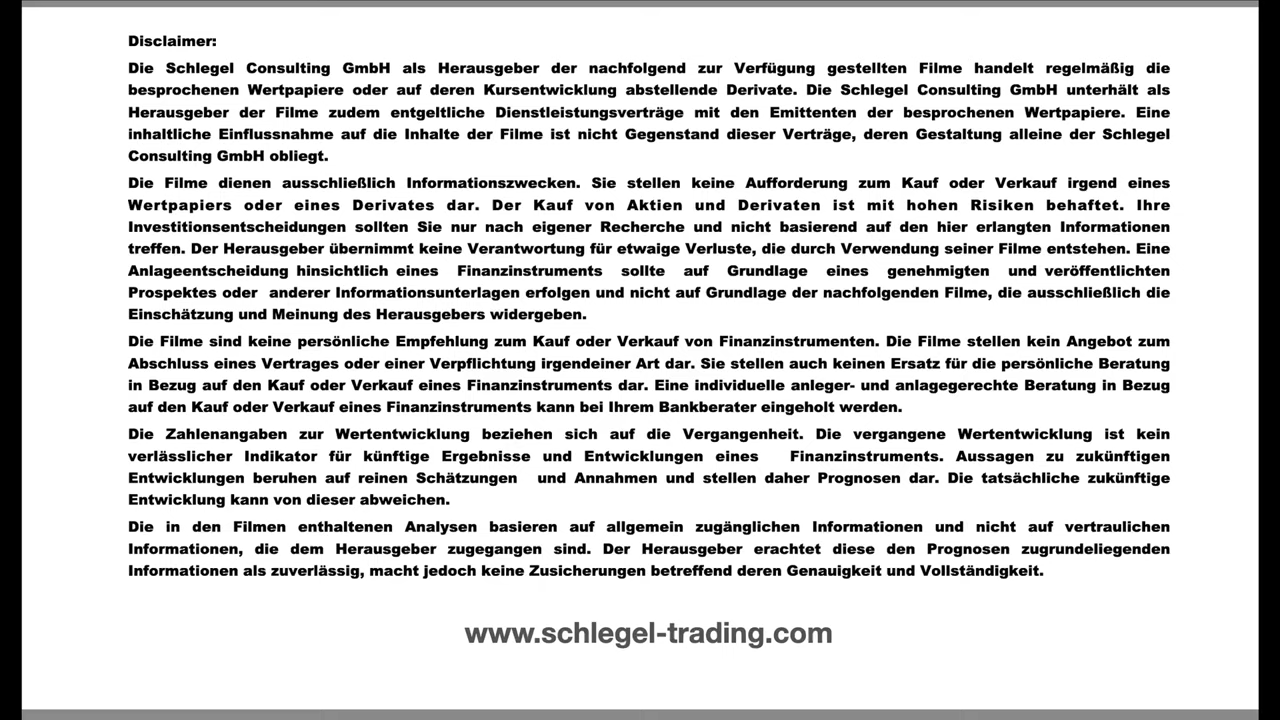 Disclaimer:
Die Schlegel Consulting GmbH als Herausgeber der nachfolgend zur Verfügung gestellten Filme handelt regelmäßig die
besprochenen Wertpapiere oder auf deren Kursentwicklung abstellende Derivate. Die Schlegel Consulting GmbH unterhält als
Herausgeber der Filme zudem entgeltliche Dienstleistungsverträge mit den Emittenten der besprochenen Wertpapiere. Eine
inhaltliche Einflussnahme auf die Inhalte der Filme ist nicht Gegenstand dieser Verträge, deren Gestaltung alleine der Schlegel
Consulting GmbH obliegt.
Die Filme dienen ausschließlich Informationszwecken. Sie stellen keine Aufforderung zum Kauf oder Verkauf irgend eines
Wertpapiers oder eines Derivates dar. Der Kauf von Aktien und Derivaten ist mit hohen Risiken behaftet. Ihre
Investitionsentscheidungen sollten Sie nur nach eigener Recherche und nicht basierend auf den hier erlangten Informationen
treffen. Der Herausgeber übernimmt keine Verantwortung für etwaige Verluste, die durch Verwendung seiner Filme entstehen. Eine
Anlageentscheidung hinsichtlich eines Finanzinstruments sollte auf Grundlage eines genehmigten und veröffentlichten
Prospektes oder anderer Informationsunterlagen erfolgen und nicht auf Grundlage der nachfolgenden Filme, die ausschließlich die
Einschätzung und Meinung des Herausgebers widergeben.
Die Filme sind keine persönliche Empfehlung zum Kauf oder Verkauf von Finanzinstrumenten. Die Filme stellen kein Angebot zum
Abschluss eines Vertrages oder einer Verpflichtung irgendeiner Art dar. Sie stellen auch keinen Ersatz für die persönliche Beratung
in Bezug auf den Kauf oder Verkauf eines Finanzinstruments dar. Eine individuelle anleger- und anlagegerechte Beratung in Bezug
auf den Kauf oder Verkauf eines Finanzinstruments kann bei Ihrem Bankberater eingeholt werden.
Die Zahlenangaben zur Wertentwicklung beziehen sich auf die Vergangenheit. Die vergangene Wertentwicklung ist kein
verlässlicher Indikator für künftige Ergebnisse und Entwicklungen eines Finanzinstruments. Aussagen zu zukünftigen
Entwicklungen beruhen auf reinen Schätzungen und Annahmen und stellen daher Prognosen dar. Die tatsächliche zukünftige
Entwicklung kann von dieser abweichen.
Die in den Filmen enthaltenen Analysen basieren auf allgemein zugänglichen Informationen und nicht auf vertraulichen
Informationen, die dem Herausgeber zugegangen sind. Der Herausgeber erachtet diese den Prognosen zugrundeliegenden
Informationen als zuverlässig, macht jedoch keine Zusicherungen betreffend deren Genauigkeit und Vollständigkeit.
www.schlegel-trading.com